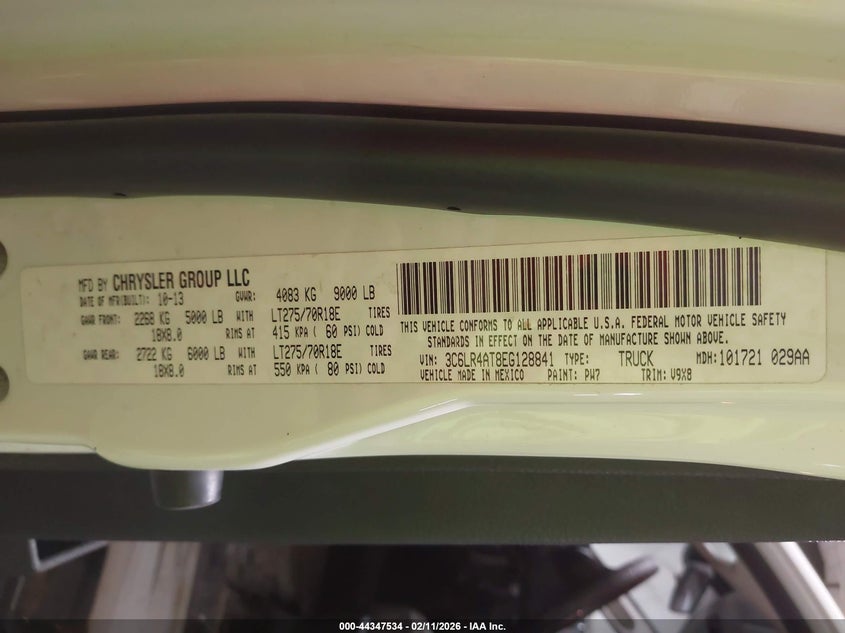 MFD BY CHRYSLER GROUP LLC
DATE OF MFR(BUILT): 10-13 GVWR: 4083 KG 9000 LB
GAWR FRONT: 2268 KG 5000 LB WITH LT275/70R18E TIRES
18X8.0 RIMS AT 415 KPA ( 60 PSI) COLD
GAWR REAR: 2722 KG 6000 LB WITH LT275/70R18E TIRES
18X8.0 RIMS AT 550 KPA ( 80 PSI) COLD
THIS VEHICLE CONFORMS TO ALL APPLICABLE U.S.A. FEDERAL MOTOR VEHICLE SAFETY
STANDARDS IN EFFECT ON THE DATE OF MANUFACTURE SHOWN ABOVE.
VIN: 3C6LR4AT8EG128841 TYPE: TRUCK MDH: 101721 029AA
VEHICLE MADE IN MEXICO PAINT: PW7 TRIM: V9X8
000-44347534 - 02/11/2026 - IAA Inc.